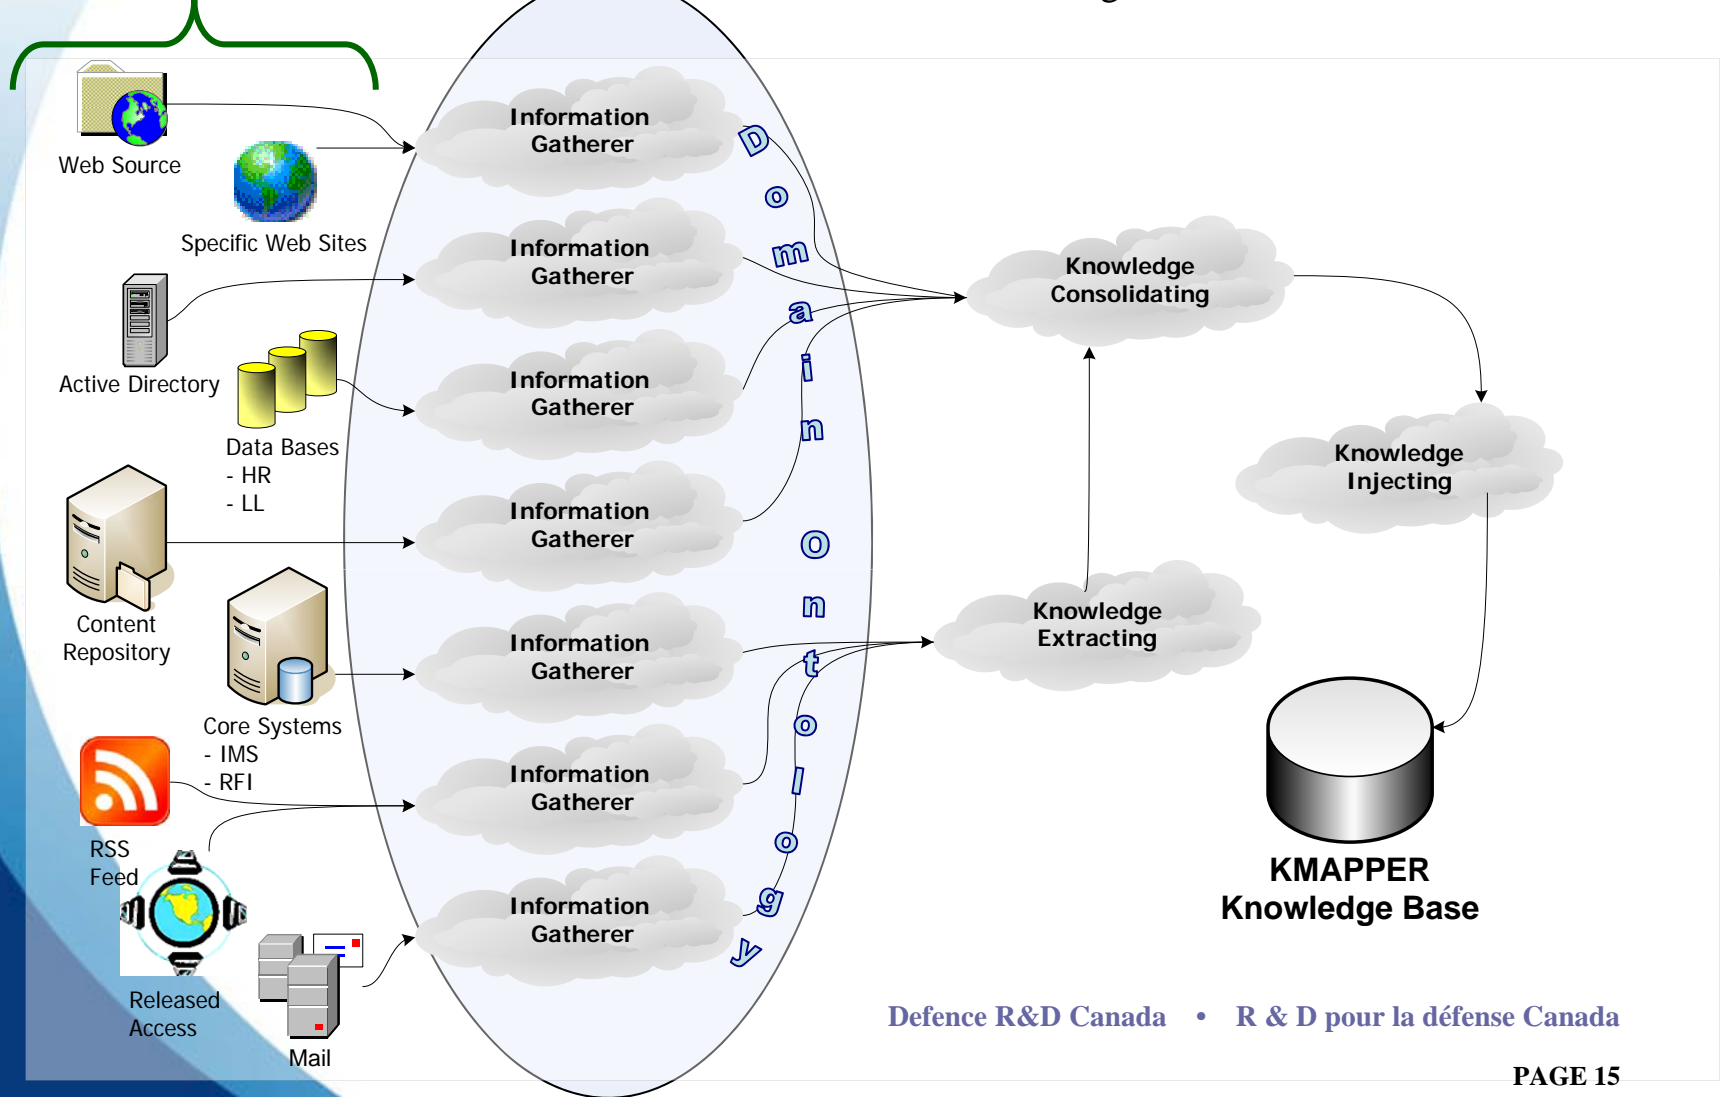 Web Source
Specific Web Sites
Active Directory
Data Bases
- HR
- LL
Content
Repository
Core Systems
- IMS
- RFI
RSS
Feed
Released
Access
Mail
Information
Gatherer
Information
Gatherer
Information
Gatherer
Information
Gatherer
Information
Gatherer
Information
Gatherer
Information
Gatherer
Domain Ontology
Knowledge
Consolidating
Knowledge
Injecting
Knowledge
Extracting
KMAPPER
Knowledge Base
Defence R&D Canada • R & D pour la défense Canada
PAGE 15